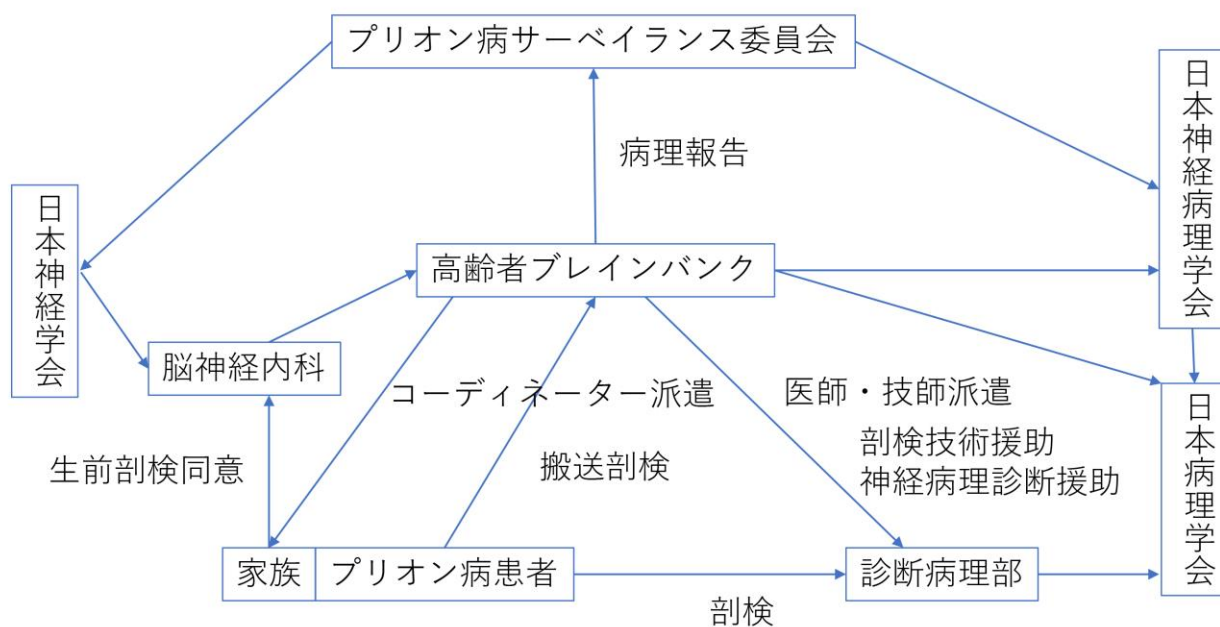 プリオン病サーベイランス委員会
日本神経病理学会
病理報告
日本神経学会
高齢者ブレインバンク
脳神経内科
コーディネーター派遣
医師・技師派遣
剖検技術援助
神経病理診断援助
日本病理学会
生前剖検同意
搬送剖検
家族
プリオン病患者
診断病理部
剖検